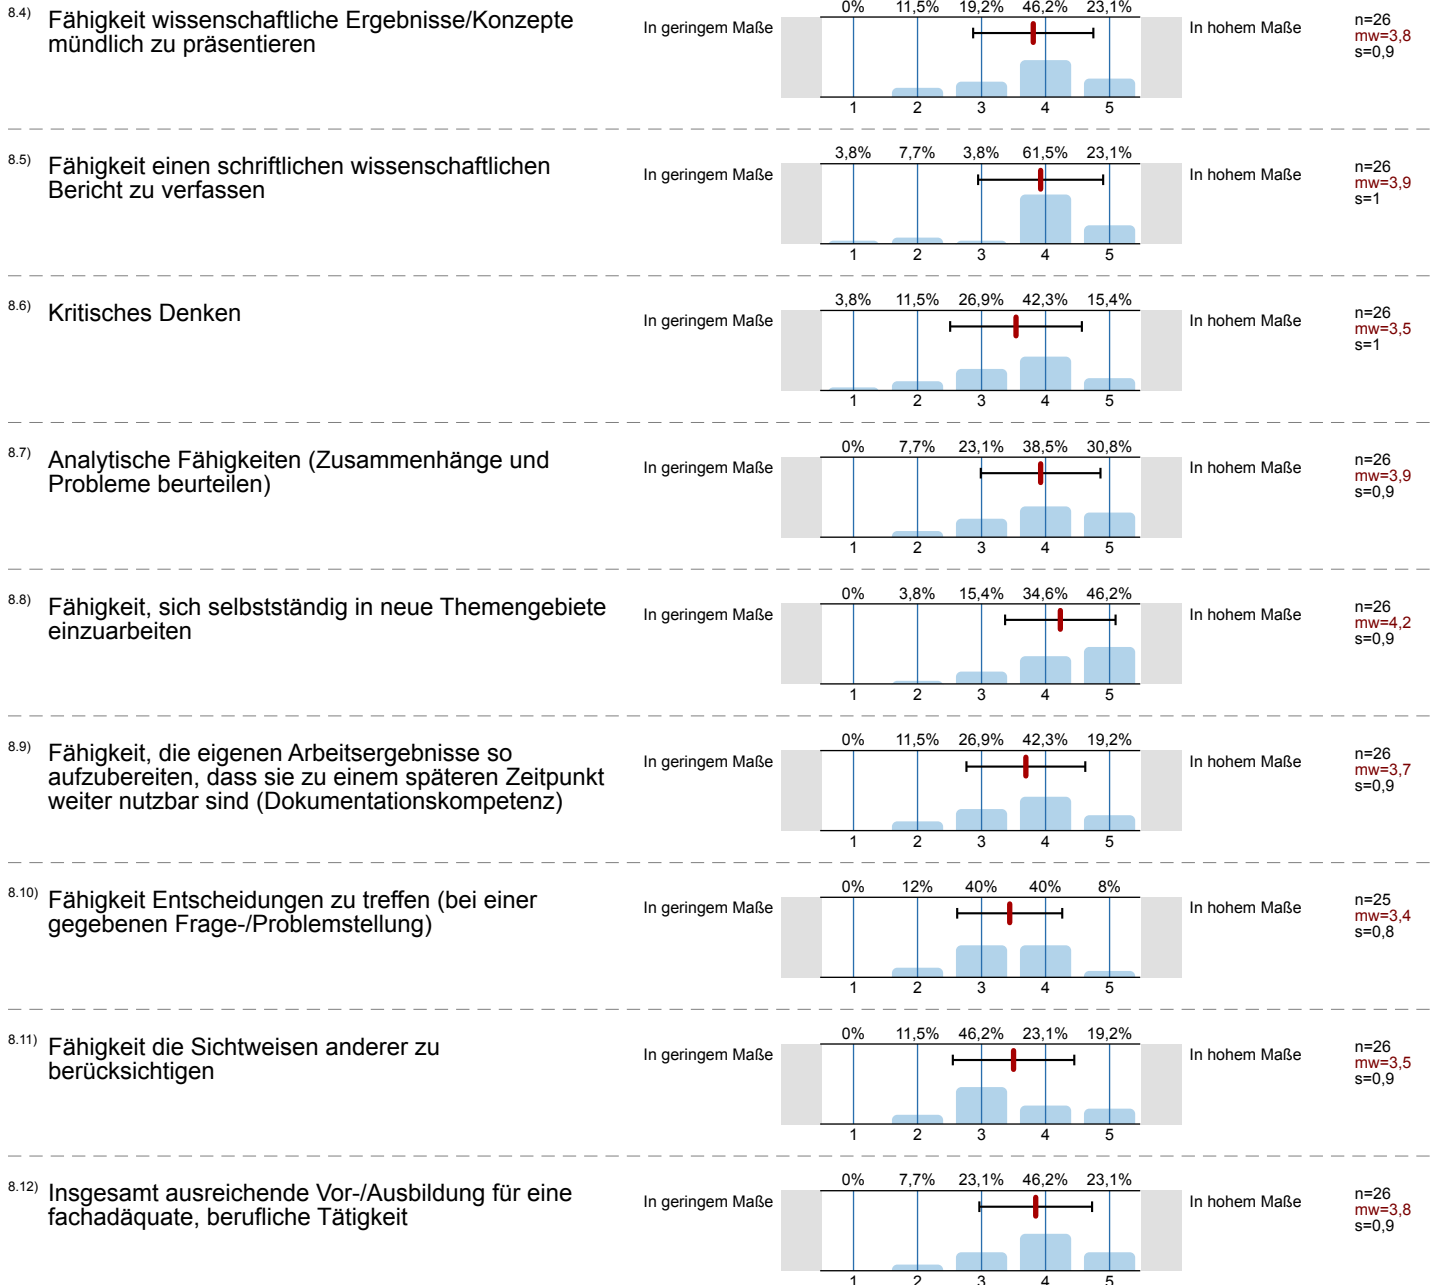 8.4) Fähigkeit wissenschaftliche Ergebnisse/Konzepte
mündlich zu präsentieren
In geringem Maße
0% 11,5% 19,2% 46,2% 23,1%
1 2 3 4 5
In hohem Maße
n=26
mw=3,8
s=0,9
8.5) Fähigkeit einen schriftlichen wissenschaftlichen
Bericht zu verfassen
In geringem Maße
3,8% 7,7% 3,8% 61,5% 23,1%
1 2 3 4 5
In hohem Maße
n=26
mw=3,9
s=1
8.6) Kritisches Denken
In geringem Maße
3,8% 11,5% 26,9% 42,3% 15,4%
1 2 3 4 5
In hohem Maße
n=26
mw=3,5
s=1
8.7) Analytische Fähigkeiten (Zusammenhänge und
Probleme beurteilen)
In geringem Maße
0% 7,7% 23,1% 38,5% 30,8%
1 2 3 4 5
In hohem Maße
n=26
mw=3,9
s=0,9
8.8) Fähigkeit, sich selbstständig in neue Themengebiete
einzuarbeiten
In geringem Maße
0% 3,8% 15,4% 34,6% 46,2%
1 2 3 4 5
In hohem Maße
n=26
mw=4,2
s=0,9
8.9) Fähigkeit, die eigenen Arbeitsergebnisse so
aufzubereiten, dass sie zu einem späteren Zeitpunkt
weiter nutzbar sind (Dokumentationskompetenz)
In geringem Maße
0% 11,5% 26,9% 42,3% 19,2%
1 2 3 4 5
In hohem Maße
n=26
mw=3,7
s=0,9
8.10) Fähigkeit Entscheidungen zu treffen (bei einer
gegebenen Frage-/Problemstellung)
In geringem Maße
0% 12% 40% 40% 8%
1 2 3 4 5
In hohem Maße
n=25
mw=3,4
s=0,8
8.11) Fähigkeit die Sichtweisen anderer zu
berücksichtigen
In geringem Maße
0% 11,5% 46,2% 23,1% 19,2%
1 2 3 4 5
In hohem Maße
n=26
mw=3,5
s=0,9
8.12) Insgesamt ausreichende Vor-/Ausbildung für eine
fachadäquate, berufliche Tätigkeit
In geringem Maße
0% 7,7% 23,1% 46,2% 23,1%
1 2 3 4 5
In hohem Maße
n=26
mw=3,8
s=0,9